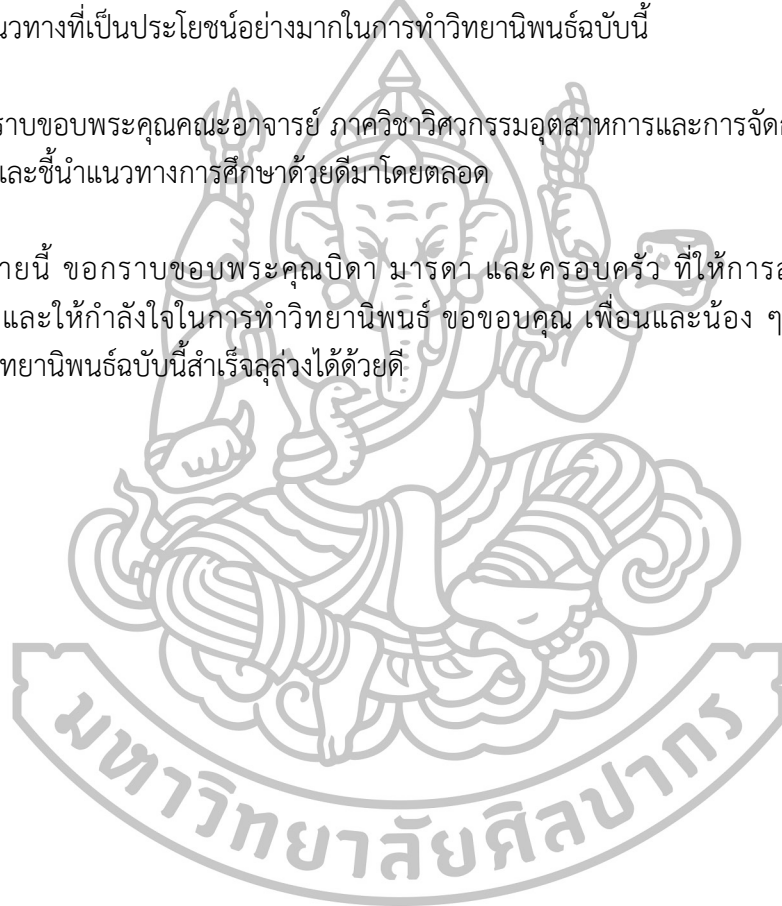 นวทางที่เป็นประโยชน์อย่างมากในการทำวิทยานิพนธ์ฉบับนี้
ราบขอบพระคุณคณะอาจารย์ ภาควิชาวิศวกรรมอุตสาหการและการจัด
และชี้นำแนวทางการศึกษาด้วยดีมาโดยตลอด
ายนี้ ขอกราบขอบพระคุณบิดา มารดา และครอบครัว ที่ให้การส
และให้กำลังใจในการทำวิทยานิพนธ์ ขอขอบคุณ เพื่อนและน้อง ๆ
ทยานิพนธ์ฉบับนี้สำเร็จลุล่วงได้ด้วยดี
มหาวิทยาลัยศิลปากร